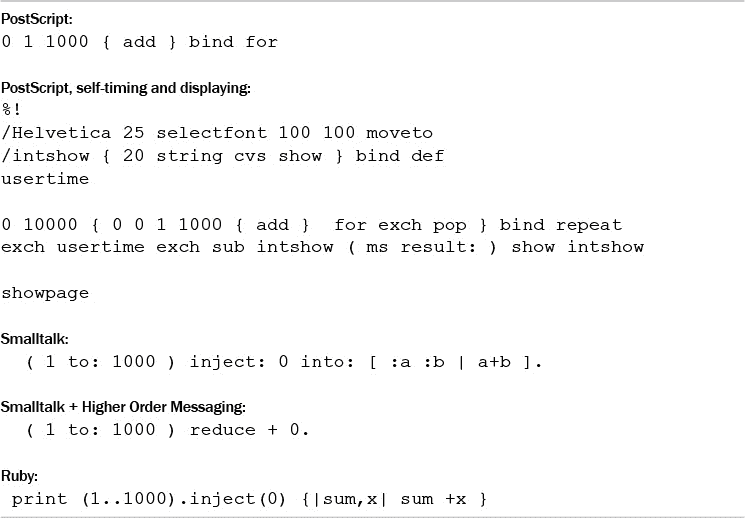 PostScript:
0 1 1000 { add } bind for
PostScript, self-timing and displaying:
%!
/Helvetica 25 selectfont 100 100 moveto
/intshow { 20 string cvs show } bind def
usertime
0 10000 { 0 0 1 1000 { add }  for exch pop } bind repeat
exch usertime exch sub intshow ( ms result: ) show intshow
showpage
Smalltalk:
( 1 to: 1000 ) inject: 0 into: [ :a :b | a+b ].
Smalltalk + Higher Order Messaging:
( 1 to: 1000 ) reduce + 0.
Ruby:
print (1..1000).inject(0) {|sum,x| sum +x }